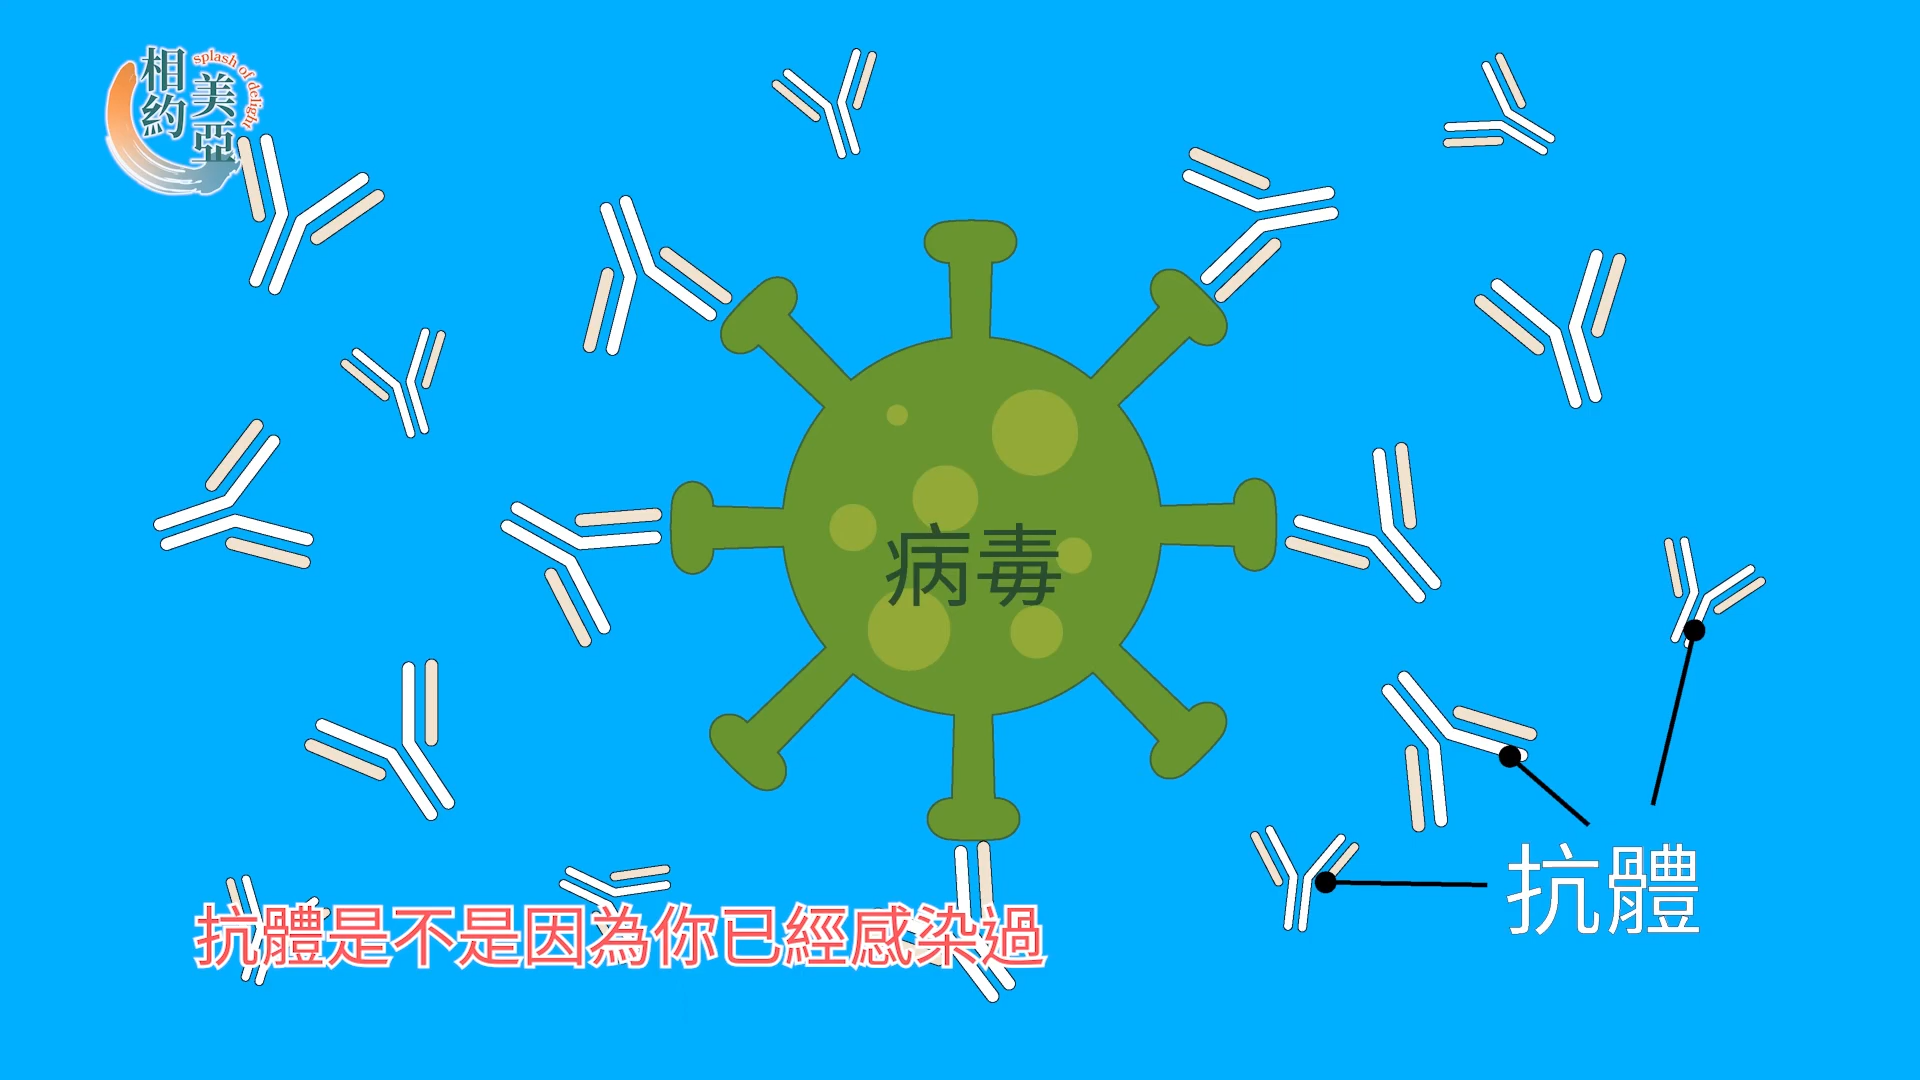 相約
美亞
splash of delight
病毒
抗體
抗體是不是因為你已經感染過